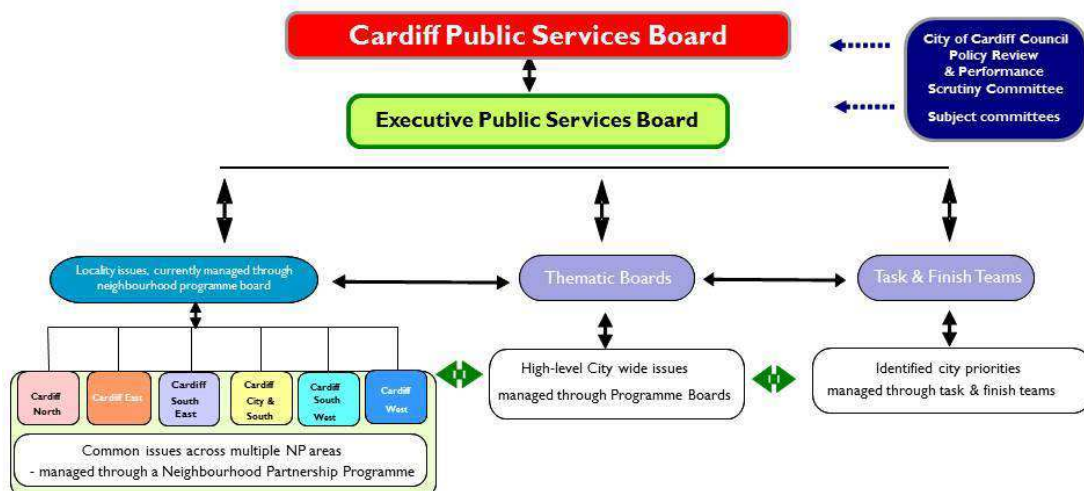 Cardiff Public Services Board
City of Cardiff Council
Policy Review
& Performance
Scrutiny Committee
Subject committees
Executive Public Services Board
Locality issues, currently managed through
neighbourhood programme board
Thematic Boards
Task & Finish Teams
Cardiff
North
Cardiff East
Cardiff
South
East
Cardiff
City &
South
Cardiff
South
West
Cardiff
West
High-level City wide issues
managed through Programme Boards
Identified city priorities
managed through task & finish teams
Common issues across multiple NP areas
- managed through a Neighbourhood Partnership Programme